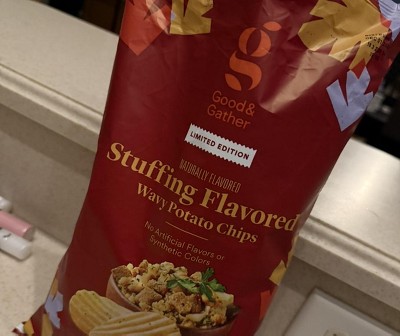 g
Good&
Gather
LIMITED EDITION
NATURALLY FLAVORED
Stuffing Flavored
Wavy Potato Chips
No Artificial Flavors or
Synthetic Colors